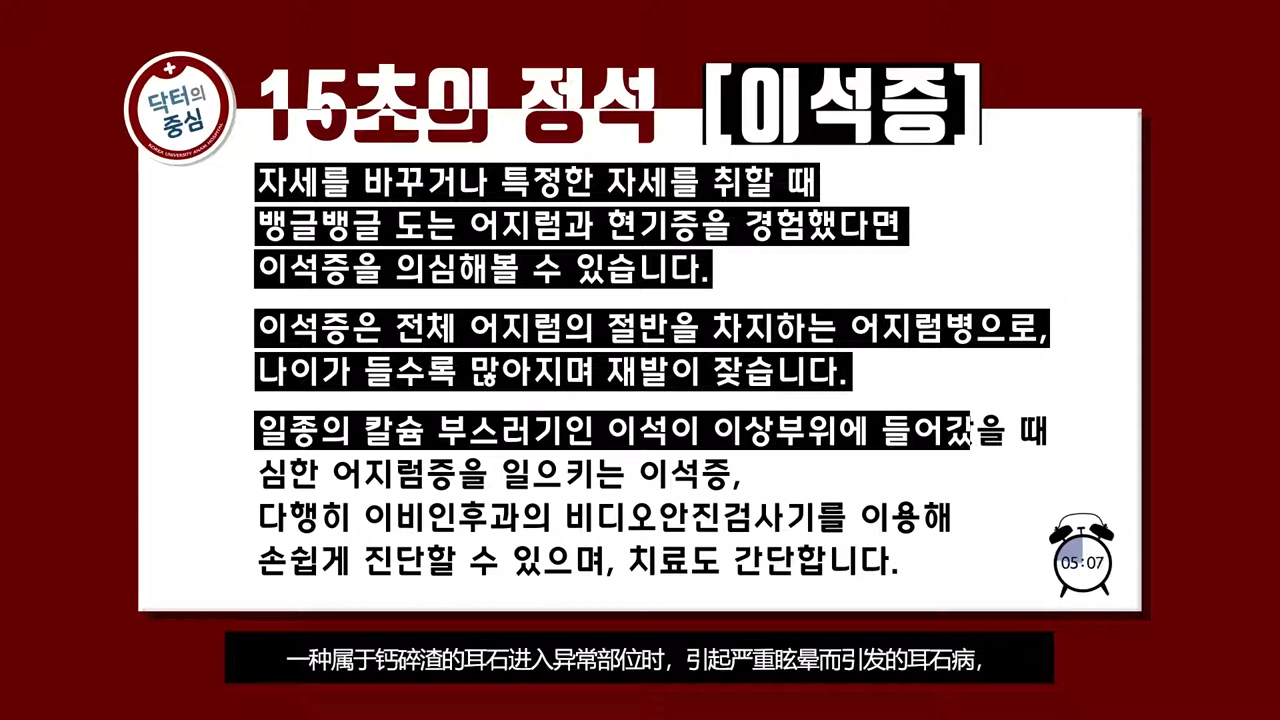 닥터의
중심
KOREA UNIVERSITY ANAM HOSPITAL
15초의 정석 [이석증]
자세를 바꾸거나 특정한 자세를 취할 때
뱅글뱅글 도는 어지럼과 현기증을 경험했다면
이석증을 의심해볼 수 있습니다.
이석증은 전체 어지럼의 절반을 차지하는 어지럼병으로,
나이가 들수록 많아지며 재발이 잦습니다.
일종의 칼슘 부스러기인 이석이 이상부위에 들어갔을 때
심한 어지럼증을 일으키는 이석증,
다행히 이비인후과의 비디오안진검사기를 이용해
손쉽게 진단할 수 있으며, 치료도 간단합니다.
05:07
一种属于钙碎渣的耳石进入异常部位时，引起严重眩晕而引发的耳石病，